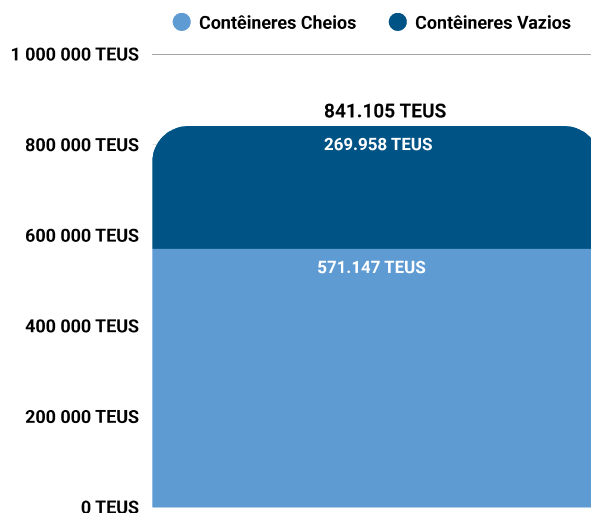 Contêineres Cheios
Contêineres Vazios
1 000 000 TEUS
841.105 TEUS
800 000 TEUS
269.958 TEUS
600 000 TEUS
571.147 TEUS
400 000 TEUS
200 000 TEUS
0 TEUS